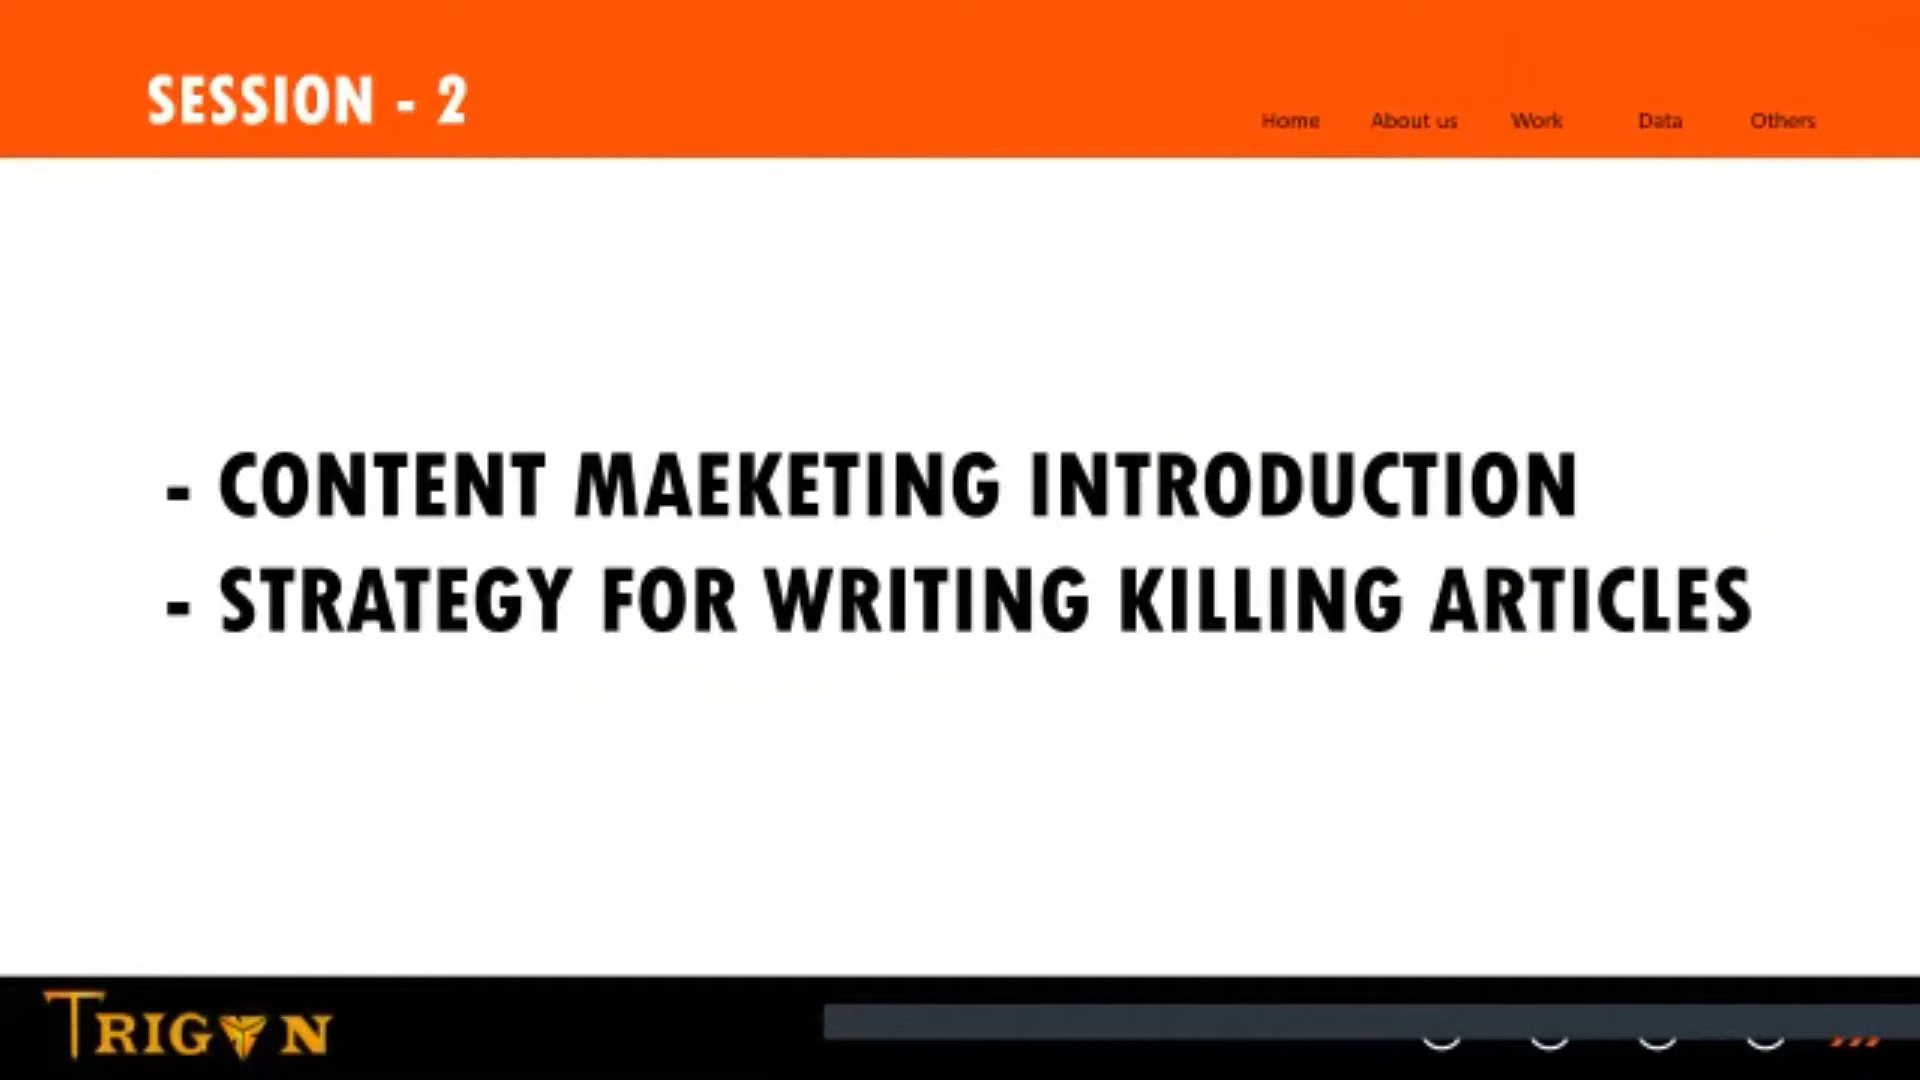 SESSION - 2
Home About us Work Data Others
- CONTENT MAEKETING INTRODUCTION
- STRATEGY FOR WRITING KILLING ARTICLES
TRIGON